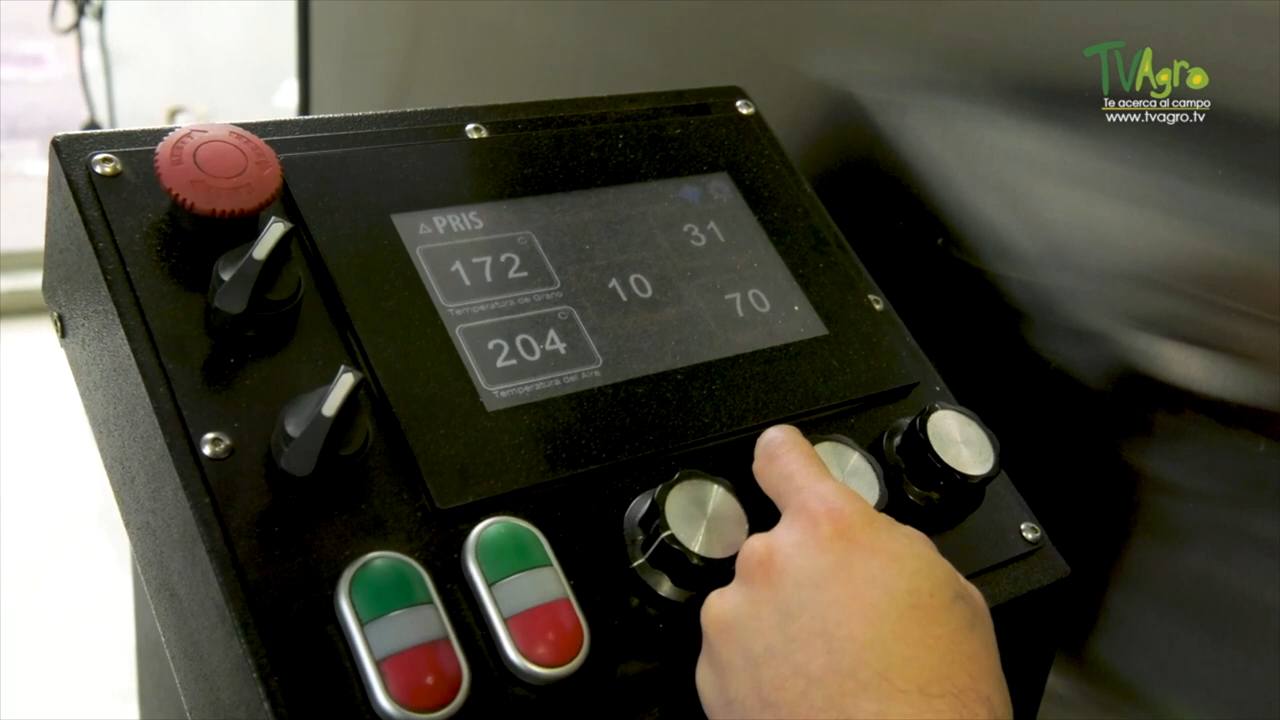 TVAgro
Te acerca al campo
www.tvagro.tv
PRIS
31
C
172
10
70
Temperatura de Grano
C
204
Temperatura del Aire